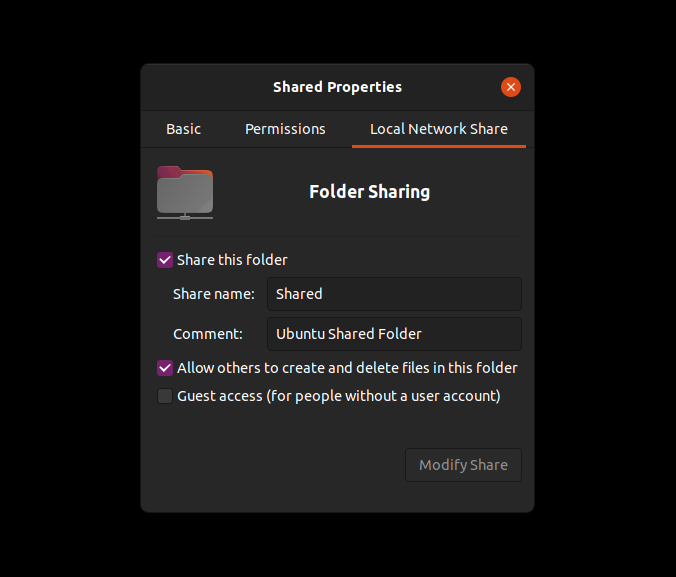 Shared Properties
Basic Permissions Local Network Share
Folder Sharing
Share this folder
Share name: Shared
Comment: Ubuntu Shared Folder
Allow others to create and delete files in this folder
Guest access (for people without a user account)
Modify Share